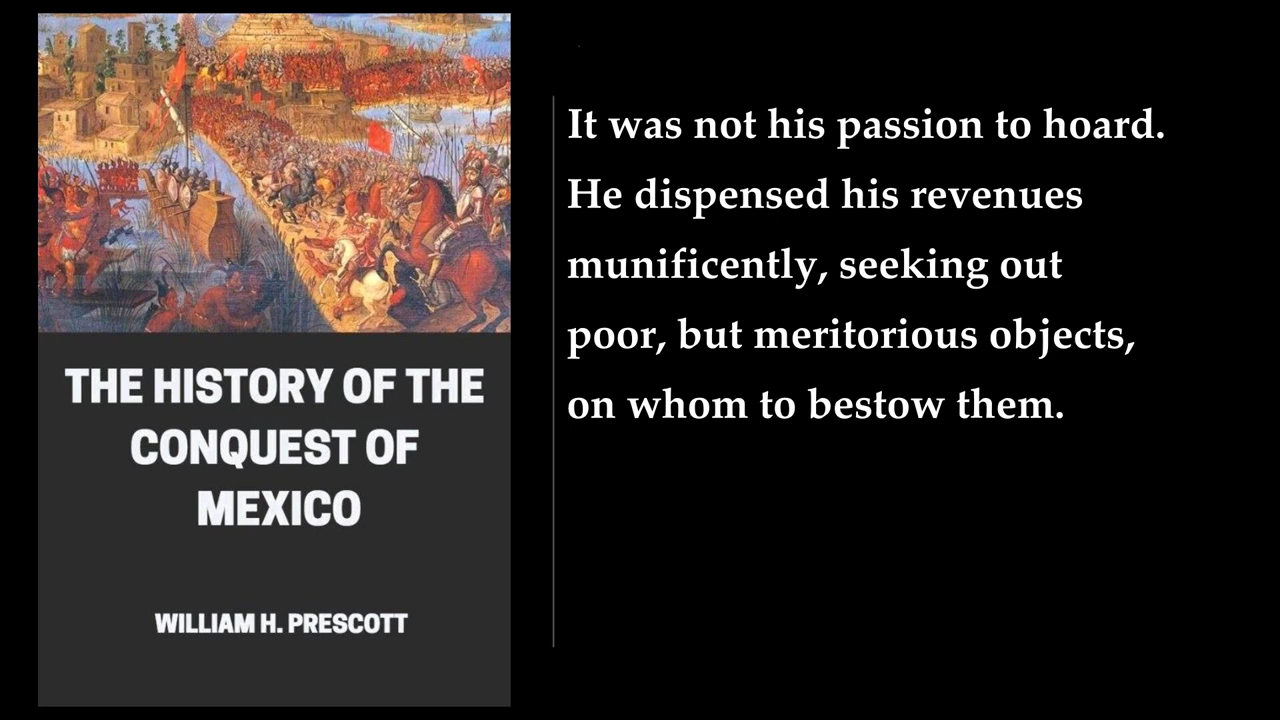 THE HISTORY OF THE
CONQUEST OF
MEXICO
WILLIAM H. PRESCOTT
It was not his passion to hoard.
He dispensed his revenues
munificently, seeking out
poor, but meritorious objects,
on whom to bestow them.